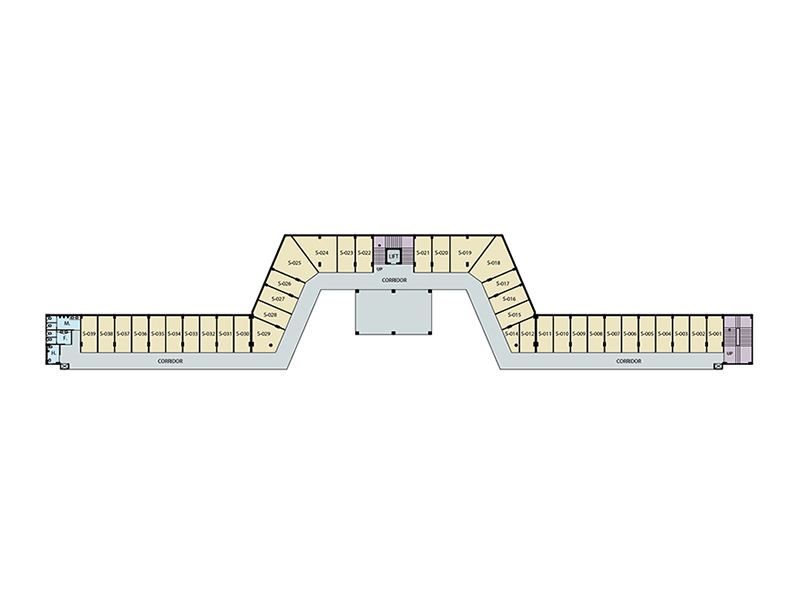 S-024
S-023
S-022
LIFT
S-021
S-020
S-019
S-025
S-018
UP
S-026
CORRIDOR
S-017
S-027
S-016
S-028
S-015
M.
F.
H.
S-039
S-038
S-037
S-036
S-035
S-034
S-033
S-032
S-031
S-030
S-029
S-014
S-012
S-011
S-010
S-009
S-008
S-007
S-006
S-005
S-004
S-003
S-002
S-001
UP
CORRIDOR
CORRIDOR